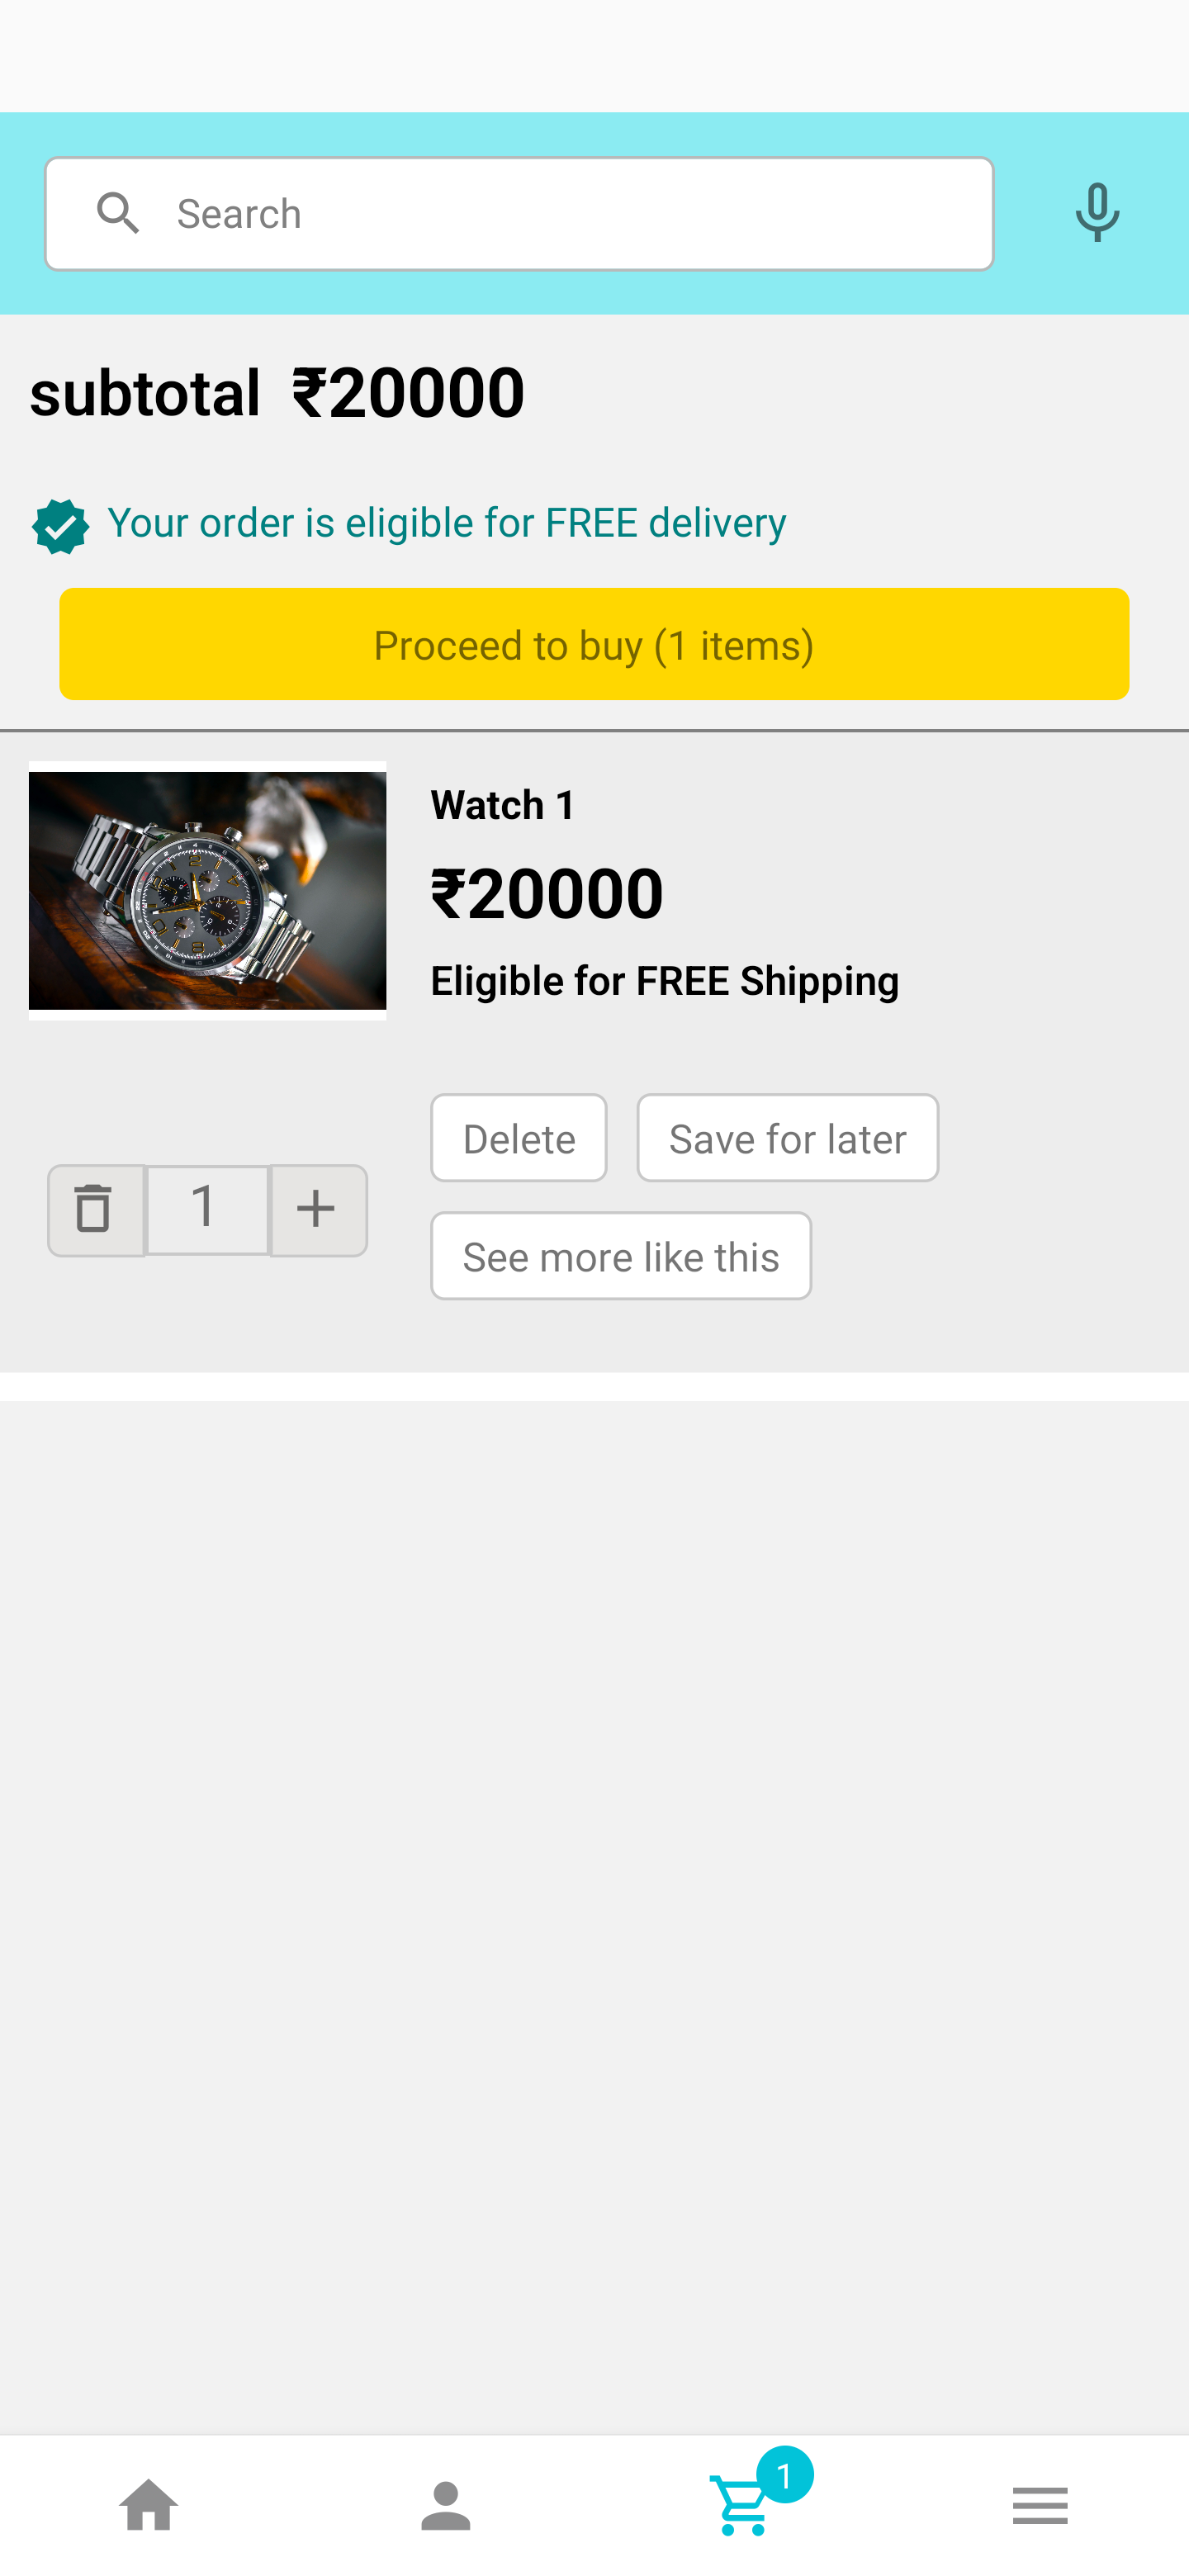 Search
subtotal ₹20000
Your order is eligible for FREE delivery
Proceed to buy (1 items)
Watch 1
₹20000
Eligible for FREE Shipping
Delete
Save for later
1
See more like this
1